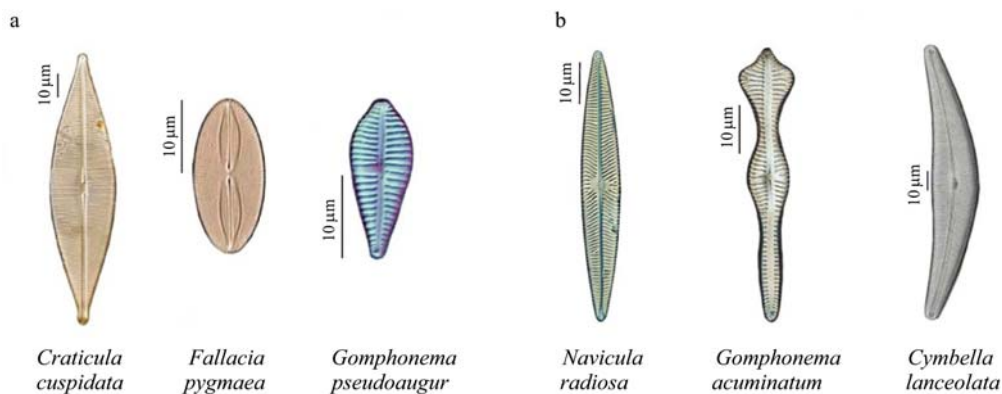 a
b
10 µm
10 µm
10 µm
10 µm
10 µm
10 µm
Craticula
cuspidata
Fallacia
pygmaea
Gomphonema
pseudoaugur
Navicula
radiosa
Gomphonema
acuminatum
Cymbella
lanceolata